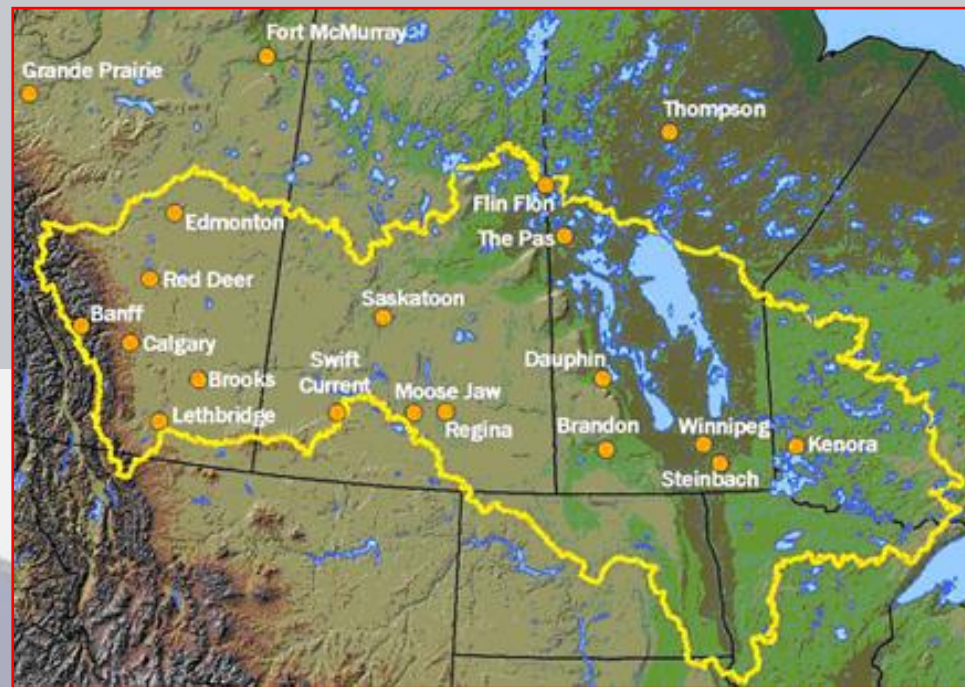 Fort McMurray
Grande Prairie
Thompson
Flin Flon
Edmonton
The Pas
Red Deer
Saskatoon
Banff
Calgary
Dauphin
Swift
Current
Brooks
Moose Jaw
Lethbridge
Regina
Brandon
Winnipeg
Kenora
Steinbach